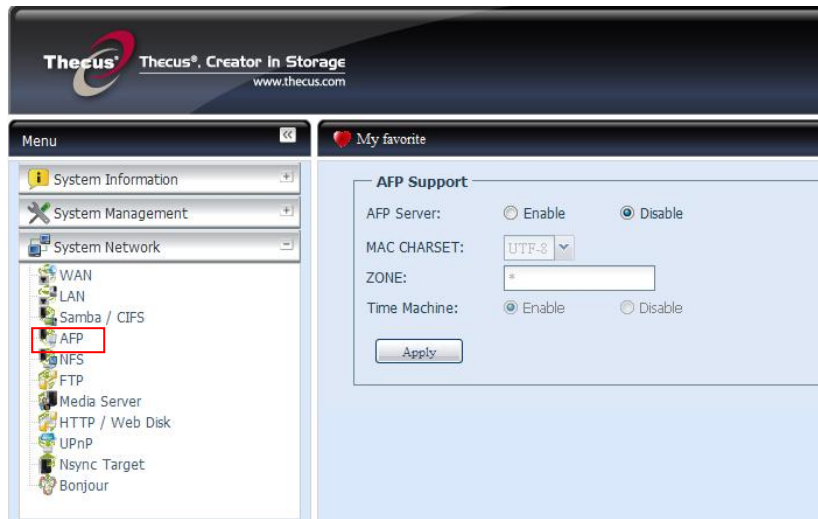 Thecus® Thecus®, Creator in Storage
www.thecus.com
Menu
My favorite
System Information
System Management
System Network
WAN
LAN
Samba / CIFS
AFP
NFS
FTP
Media Server
HTTP / Web Disk
UPnP
Nsync Target
Bonjour
AFP Support
AFP Server: Enable Disable
MAC CHARSET: UTF-8
ZONE: *
Time Machine: Enable Disable
Apply